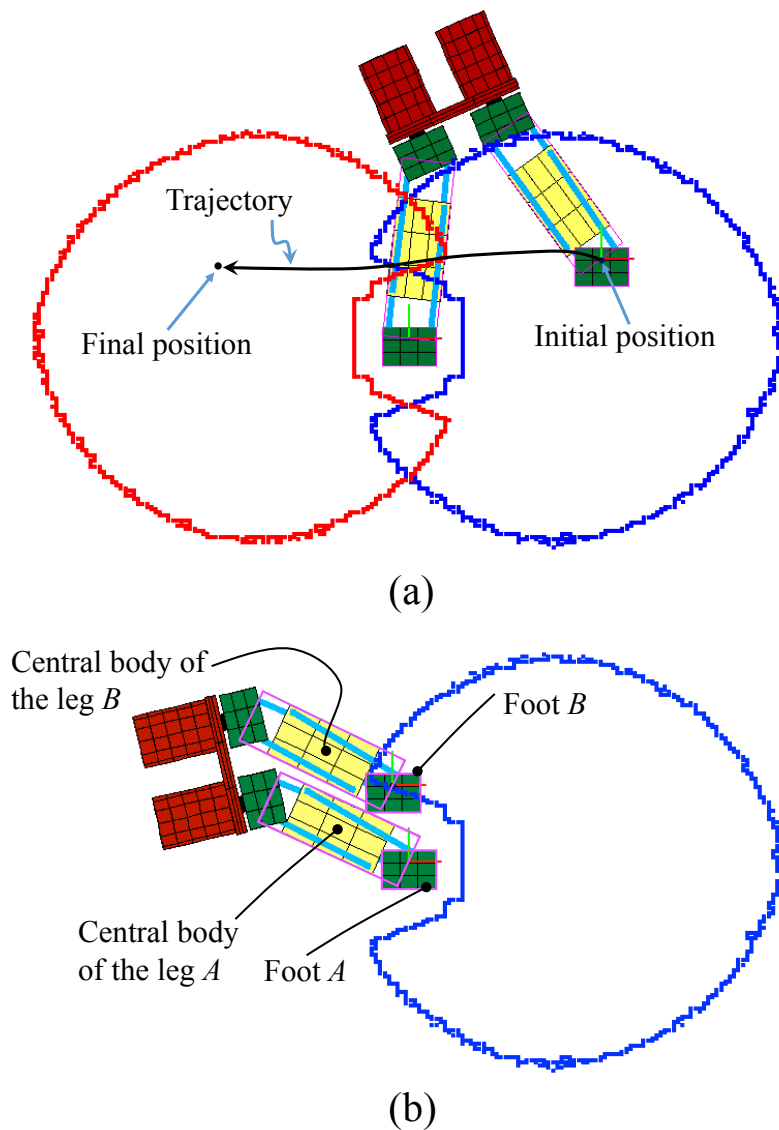 Trajectory
Final position
Initial position
(a)
Central body of
the leg B
Foot B
Central body
of the leg A
Foot A
(b)